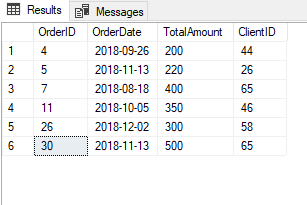 Results Messages
OrderID OrderDate TotalAmount ClientID
1 4 2018-09-26 200 44
2 5 2018-11-13 220 26
3 7 2018-08-18 400 65
4 11 2018-10-05 350 46
5 26 2018-12-02 300 58
6 30 2018-11-13 500 65